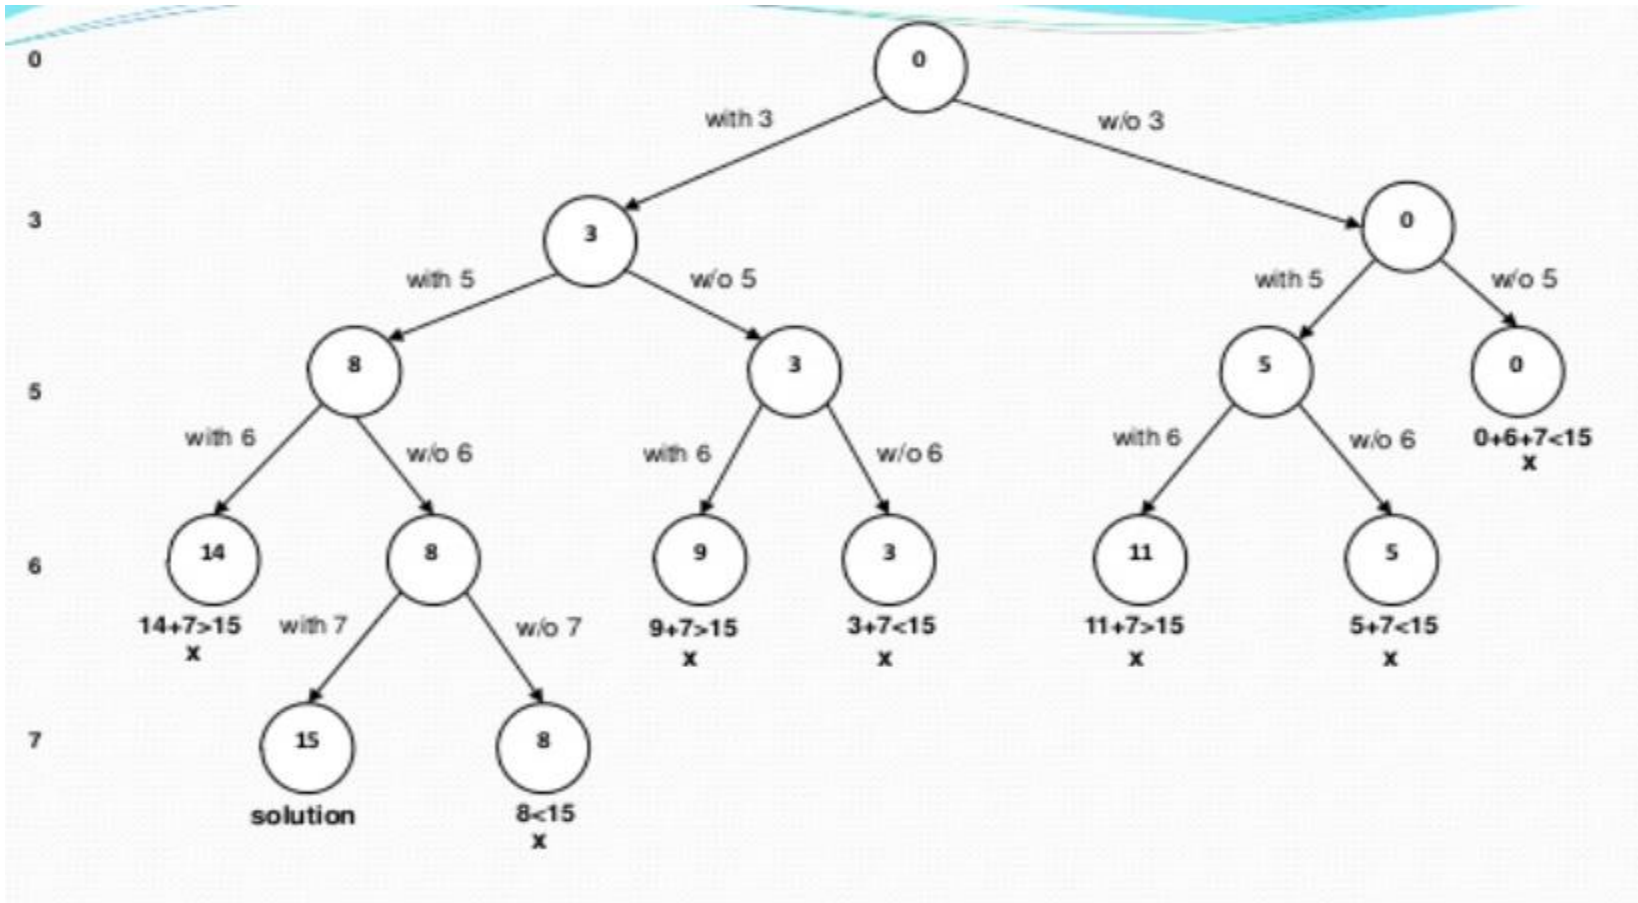 0
0
with 3
w/o 3
3
3
0
with 5
w/o 5
with 5
w/o 5
5
8
3
5
0
with 6
w/o 6
with 6
w/o 6
with 6
w/o 6
0+6+7<15
x
6
14
8
9
3
11
5
14+7>15
x
with 7
w/o 7
9+7>15
x
3+7<15
x
11+7>15
x
5+7<15
x
7
15
8
solution
8<15
x